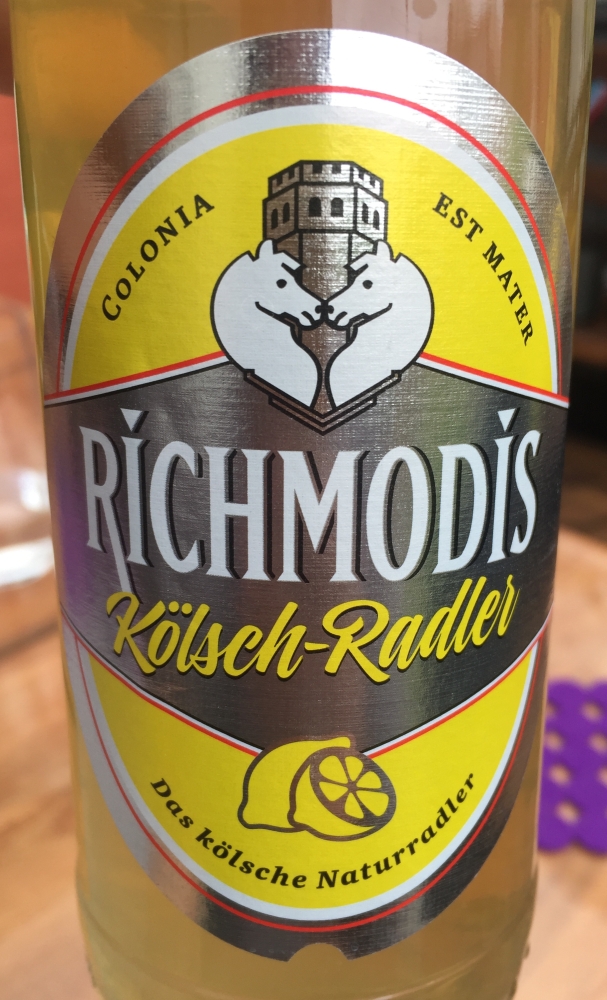 COLONIA EST MATER
RICHMODIS
Kölsch-Radler
Das kölsche Naturradler